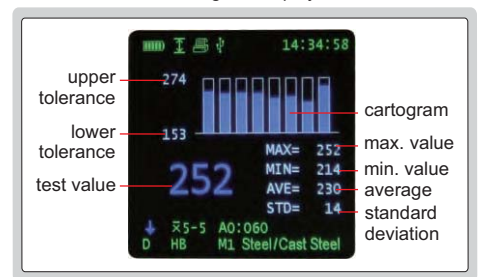 14:34:58
upper tolerance
274
cartogram
lower tolerance
153
MAX= 252
max. value
MIN= 214
min. value
test value
252
AVE= 230
average
STD= 14
standard deviation
x̅5-5 A0:060
D HB M1 Steel/Cast Steel